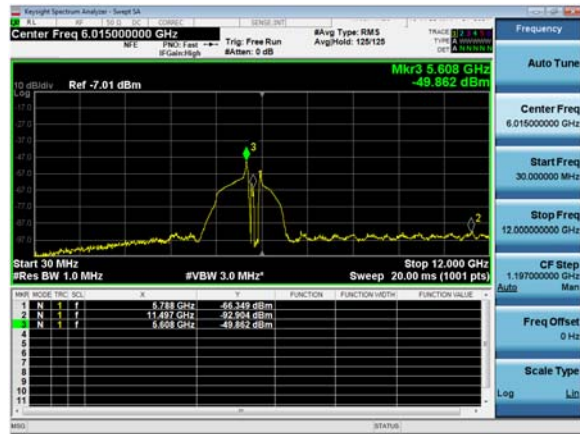 Keysight Spectrum Analyzer - Swept SA
RL RF 50 Ω DC CORREC SENSE:INT
Center Freq 6.015000000 GHz
NFE
PNO: Fast
IFGain:High
Trig: Free Run
#Atten: 0 dB
#Avg Type: RMS
Avg|Hold: 125/125
TRACE 1 2 3 4 5 6
TYPE A
DET A N N N N N
Mkr3 5.608 GHz
-49.862 dBm
10 dB/div Ref -7.01 dBm
Log
-17.0
-27.0
-37.0
-47.0
-57.0
-67.0
-77.0
-87.0
-97.0
3
2
Start 30 MHz
Stop 12.000 GHz
#Res BW 1.0 MHz
#VBW 3.0 MHz*
Sweep 20.00 ms (1001 pts)
MKR MODE TRC SCL X Y FUNCTION FUNCTION WIDTH FUNCTION VALUE
1 N 1 f 5.788 GHz -66.349 dBm
2 N 1 f 11.497 GHz -92.904 dBm
3 N 1 f 5.608 GHz -49.862 dBm
4
5
6
7
8
9
10
11
MSG
STATUS
Frequency
Auto Tune
Center Freq
6.015000000 GHz
Start Freq
30.000000 MHz
Stop Freq
12.000000000 GHz
CF Step
1.197000000 GHz
Auto Man
Freq Offset
0 Hz
Scale Type
Log Lin